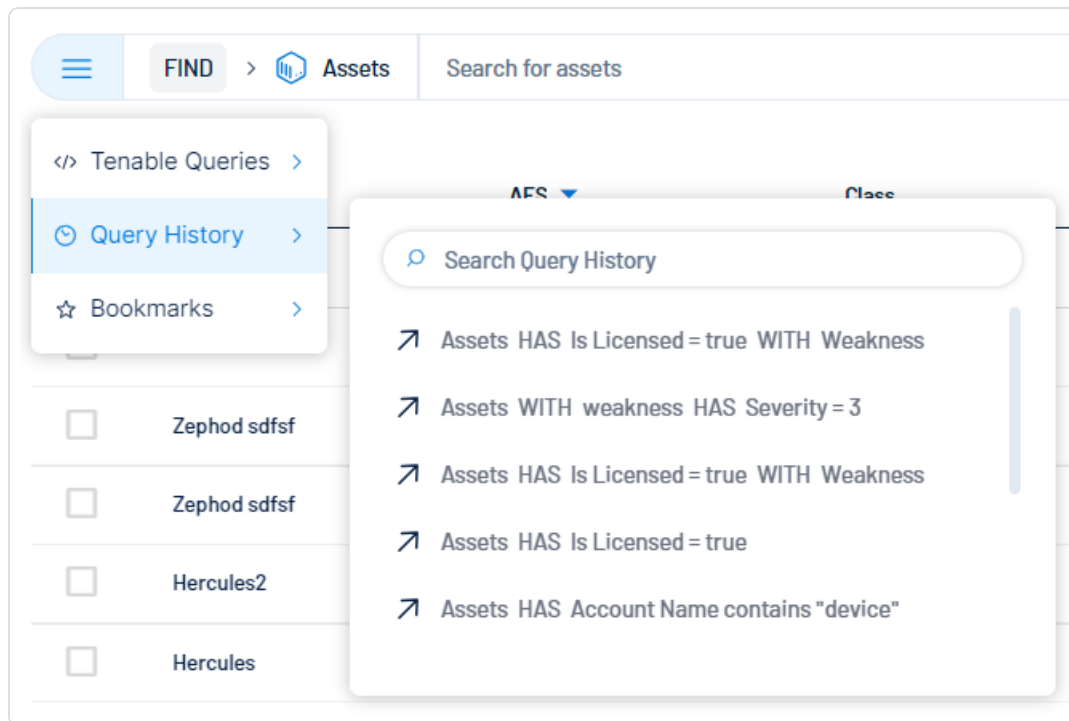 FIND > Assets Search for assets
</> Tenable Queries >
Query History >
Bookmarks >
AES Class
Search Query History
Assets HAS Is Licensed = true WITH Weakness
Assets WITH weakness HAS Severity = 3
Assets HAS Is Licensed = true WITH Weakness
Assets HAS Is Licensed = true
Assets HAS Account Name contains "device"
Zephod sdfsf
Zephod sdfsf
Hercules2
Hercules